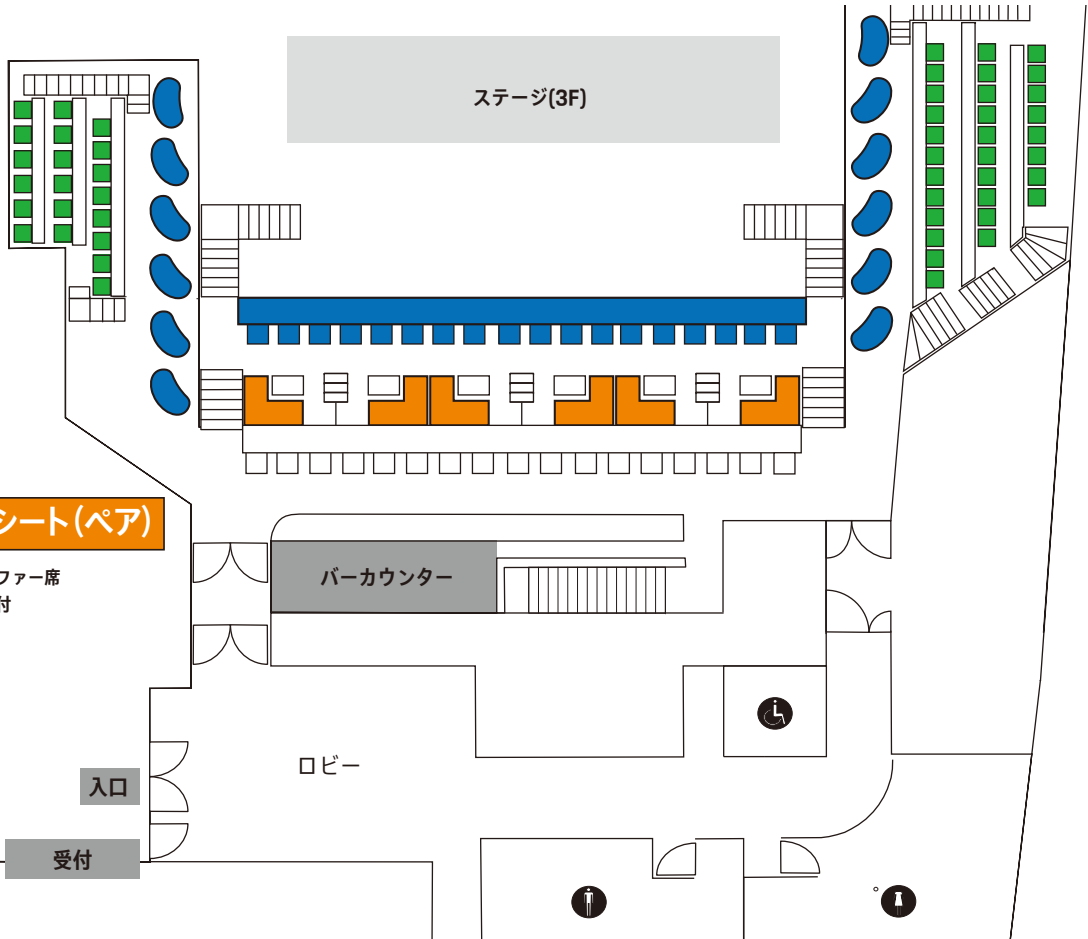 ステージ(3F)
シート(ペア)
ファー席
付
バーカウンター
ロビー
入口
受付